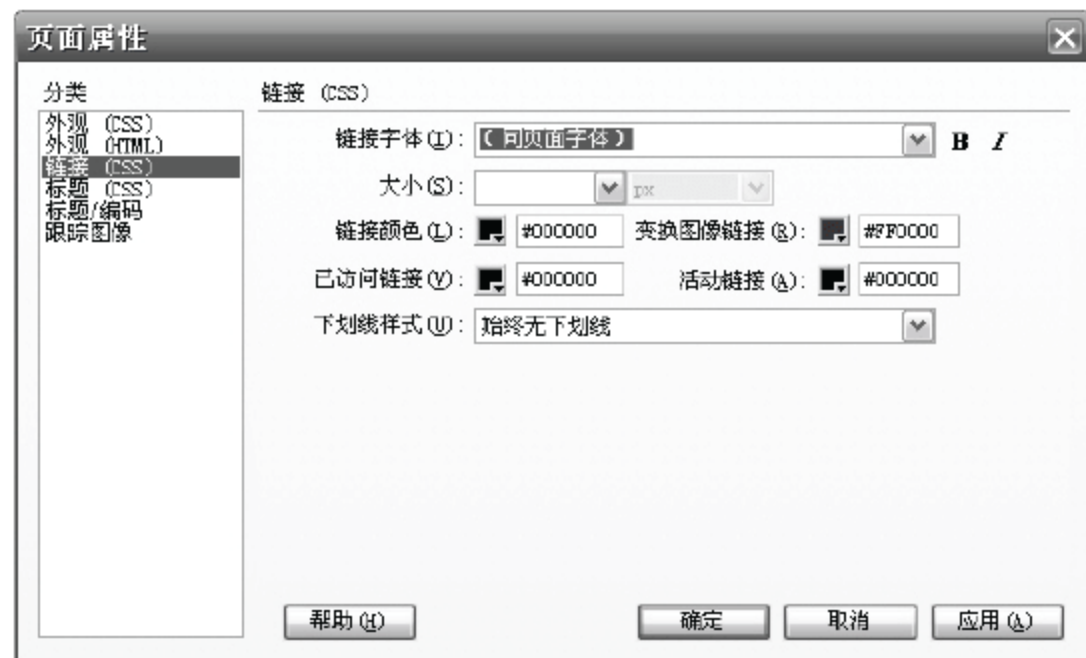 页面属性
分类
外观 (CSS)
外观 (HTML)
链接 (CSS)
标题 (CSS)
标题/编码
跟踪图像
链接 (CSS)
链接字体(I): (同页面字体) B I
大小(S): px
链接颜色(L): #000000 变换图像链接(R): #FF0000
已访问链接(V): #000000 活动链接(A): #000000
下划线样式(U): 始终无下划线
帮助(H) 确定 取消 应用(A)